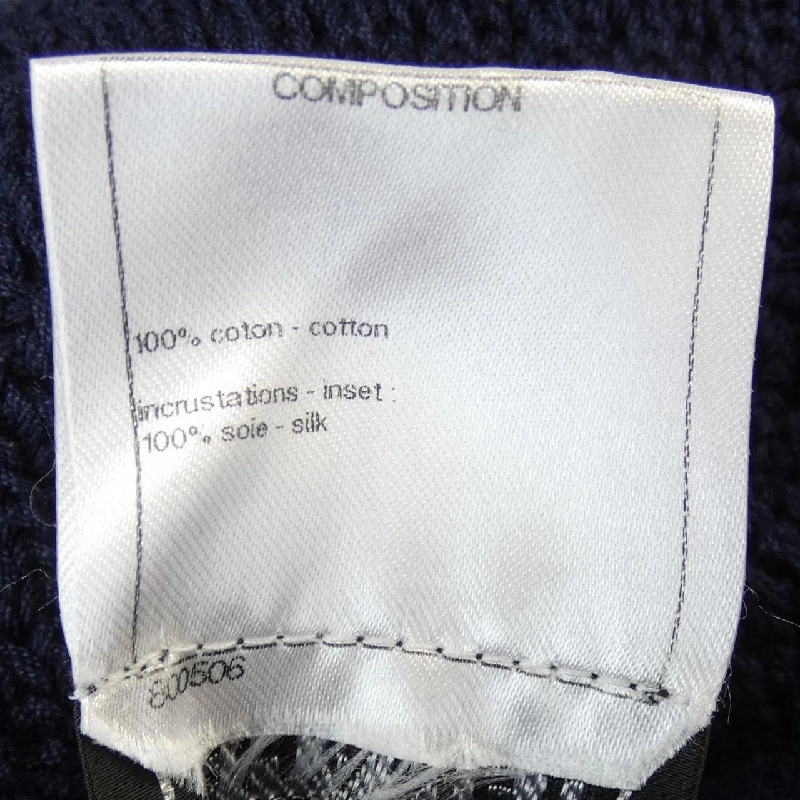 COMPOSITION
100% coton - cotton
incrustations - inset :
100% soie - silk
800506